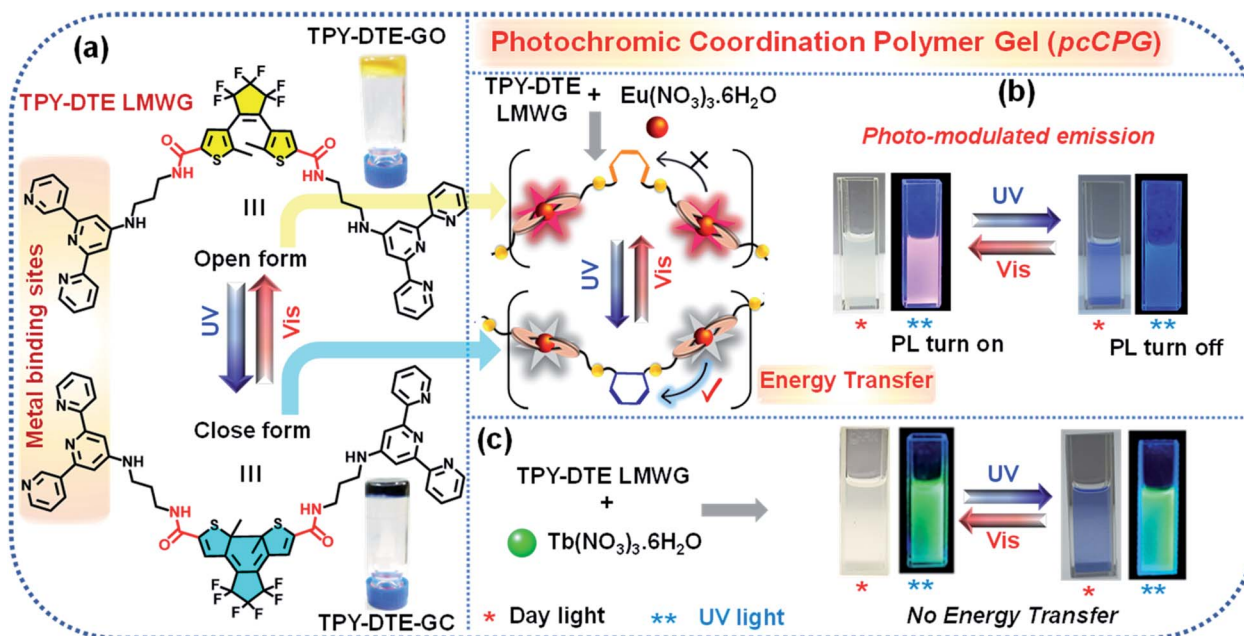 Photochromic Coordination Polymer Gel (pcCPG)
(a)
TPY-DTE-GO
TPY-DTE LMWG
F F
F F
F F
S S
O O
NH HN
NH HN
N N
N N
N N
III
Metal binding sites
Open form
UV Vis
Close form
III
N N
N N
N N
NH HN
NH HN
O O
S S
F F
F F
F F
TPY-DTE-GC
TPY-DTE
LMWG
+ Eu(NO3)3.6H2O
UV Vis
Energy Transfer
(b)
Photo-modulated emission
UV
Vis
* ** * **
PL turn on PL turn off
(c)
TPY-DTE LMWG
+
Tb(NO3)3.6H2O
UV
Vis
* ** * **
* Day light ** UV light No Energy Transfer